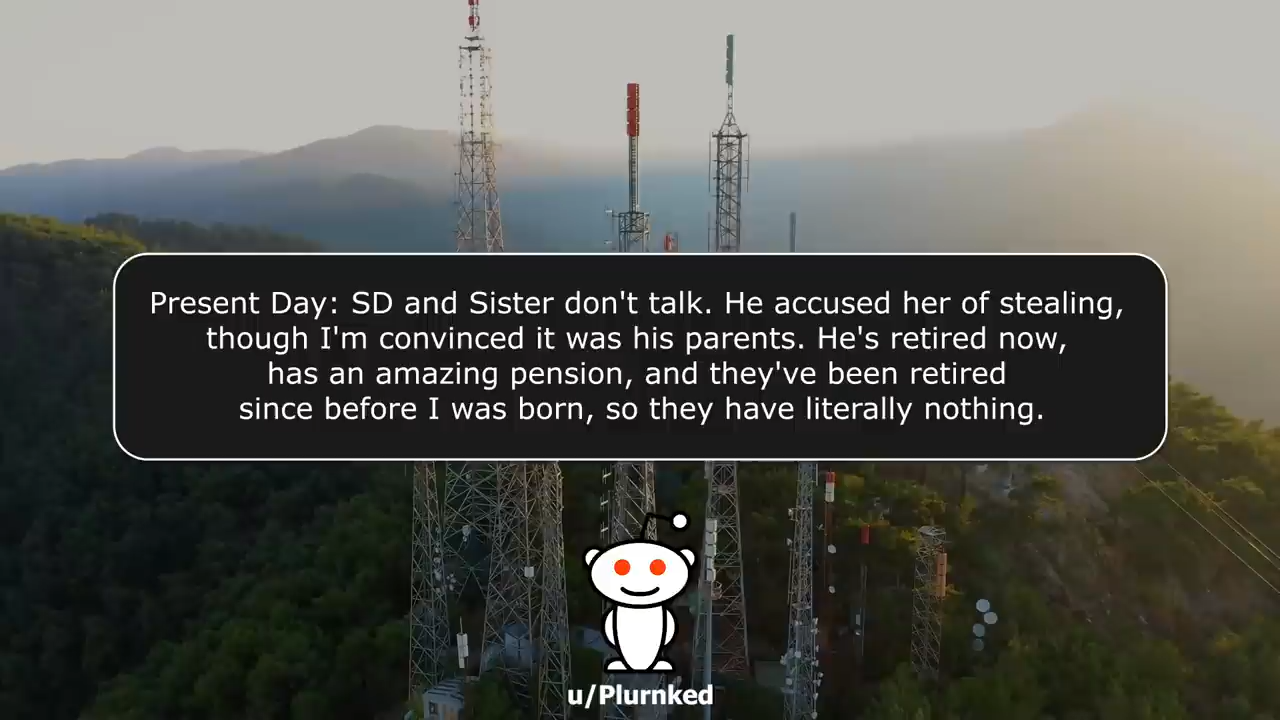 Present Day: SD and Sister don't talk. He accused her of stealing,
though I'm convinced it was his parents. He's retired now,
has an amazing pension, and they've been retired
since before I was born, so they have literally nothing.
u/Plurnked